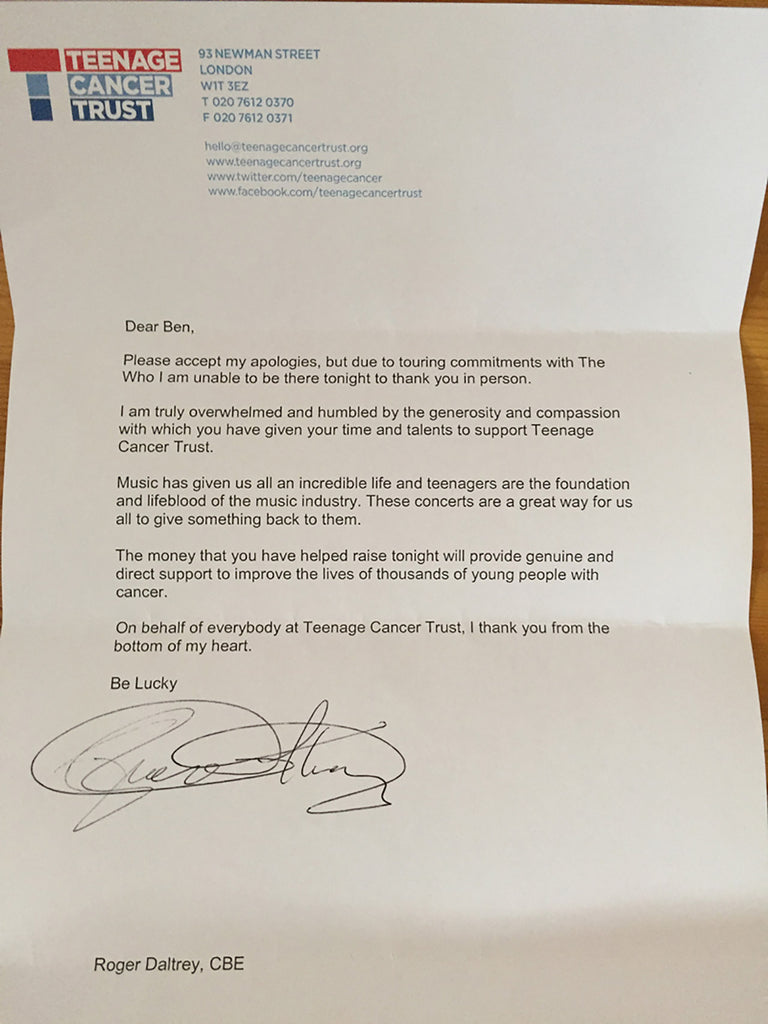 TEENAGE
CANCER
TRUST
93 NEWMAN STREET
LONDON
W1T 3EZ
T 020 7612 0370
F 020 7612 0371
hello@teenagecancertrust.org
www.teenagecancertrust.org
www.twitter.com/teenagecancer
www.facebook.com/teenagecancertrust
Dear Ben,
Please accept my apologies, but due to touring commitments with The
Who I am unable to be there tonight to thank you in person.
I am truly overwhelmed and humbled by the generosity and compassion
with which you have given your time and talents to support Teenage
Cancer Trust.
Music has given us all an incredible life and teenagers are the foundation
and lifeblood of the music industry. These concerts are a great way for us
all to give something back to them.
The money that you have helped raise tonight will provide genuine and
direct support to improve the lives of thousands of young people with
cancer.
On behalf of everybody at Teenage Cancer Trust, I thank you from the
bottom of my heart.
Be Lucky
Roger Daltrey, CBE